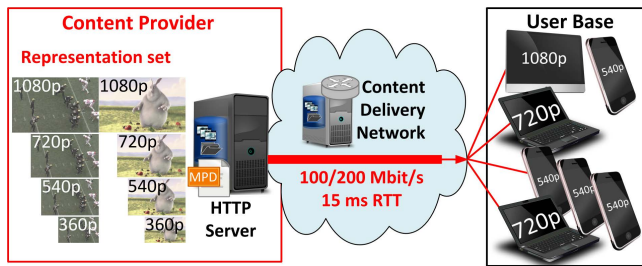 Content Provider
Representation set
1080p
1080p
720p
720p
540p
540p
360p
360p
MPD
HTTP
Server
Content
Delivery
Network
100/200 Mbit/s
15 ms RTT
User Base
1080p
540p
720p
540p
540p
540p
720p